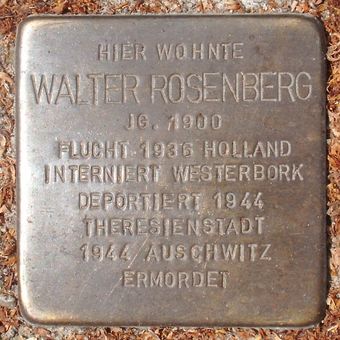 HIER WOHNTE
WALTER ROSENBERG
JG. 1900
FLUCHT 1936 HOLLAND
INTERNIERT WESTERBORK
DEPORTIERT 1944
THERESIENSTADT
1944 AUSCHWITZ
ERMORDET